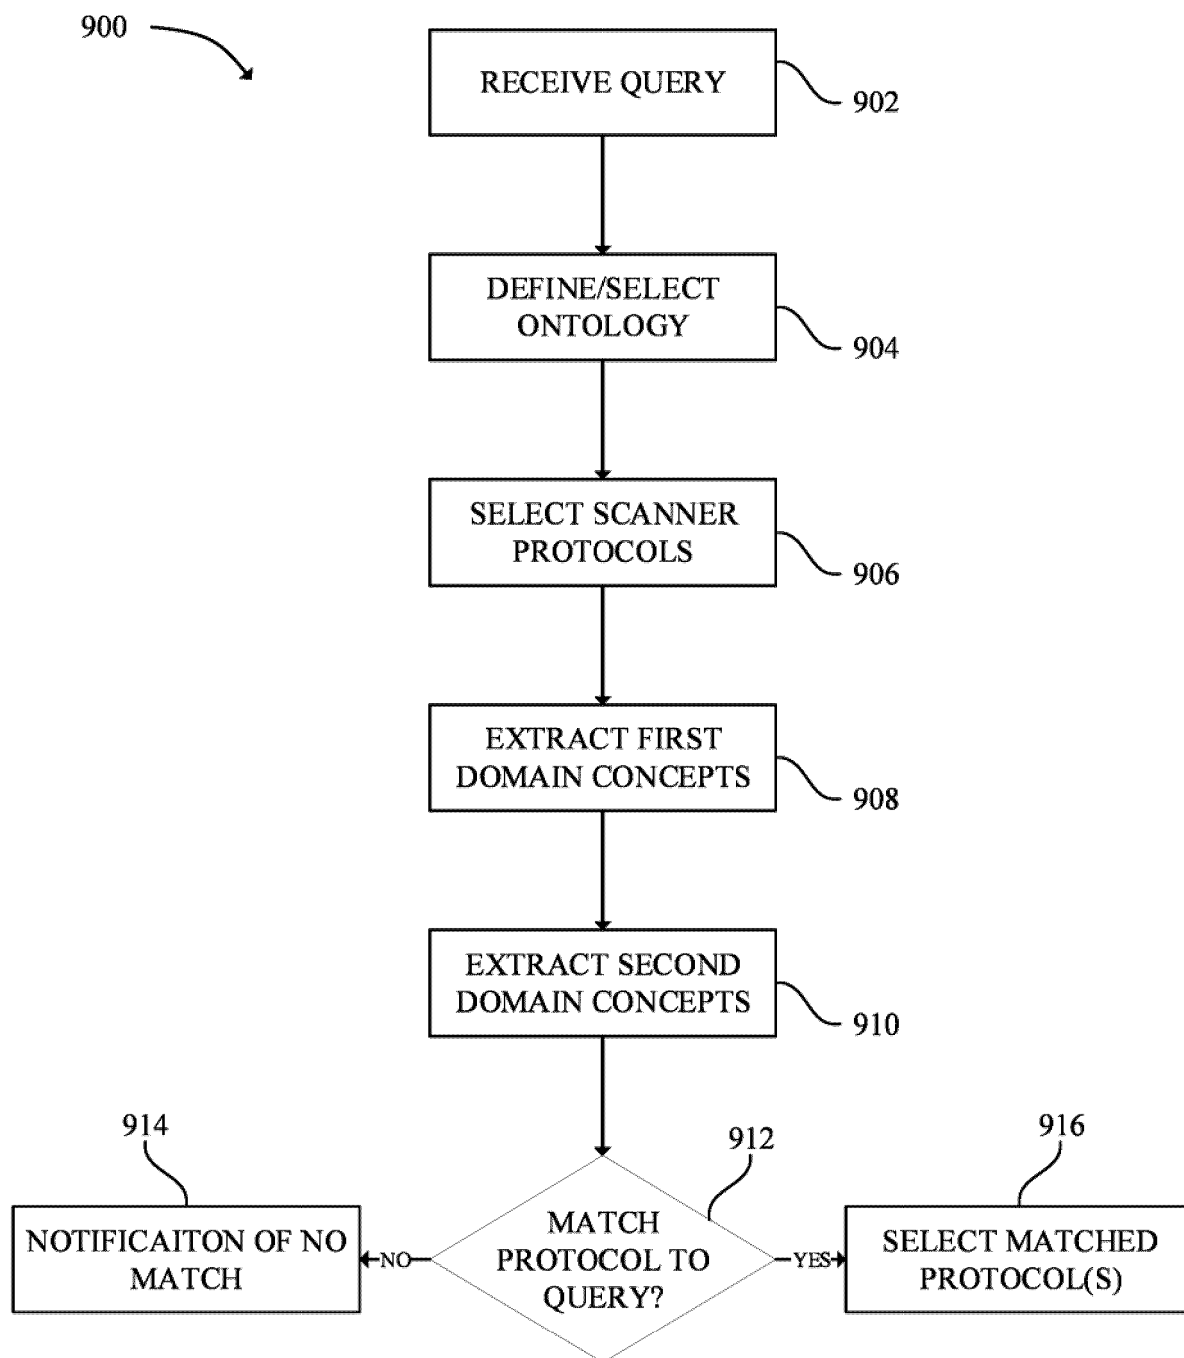 900
RECEIVE QUERY
902
DEFINE/SELECT
ONTOLOGY
904
SELECT SCANNER
PROTOCOLS
906
EXTRACT FIRST
DOMAIN CONCEPTS
908
EXTRACT SECOND
DOMAIN CONCEPTS
910
914
912
916
NOTIFICAITON OF NO
MATCH
NO
MATCH
PROTOCOL TO
QUERY?
YES
SELECT MATCHED
PROTOCOL(S)